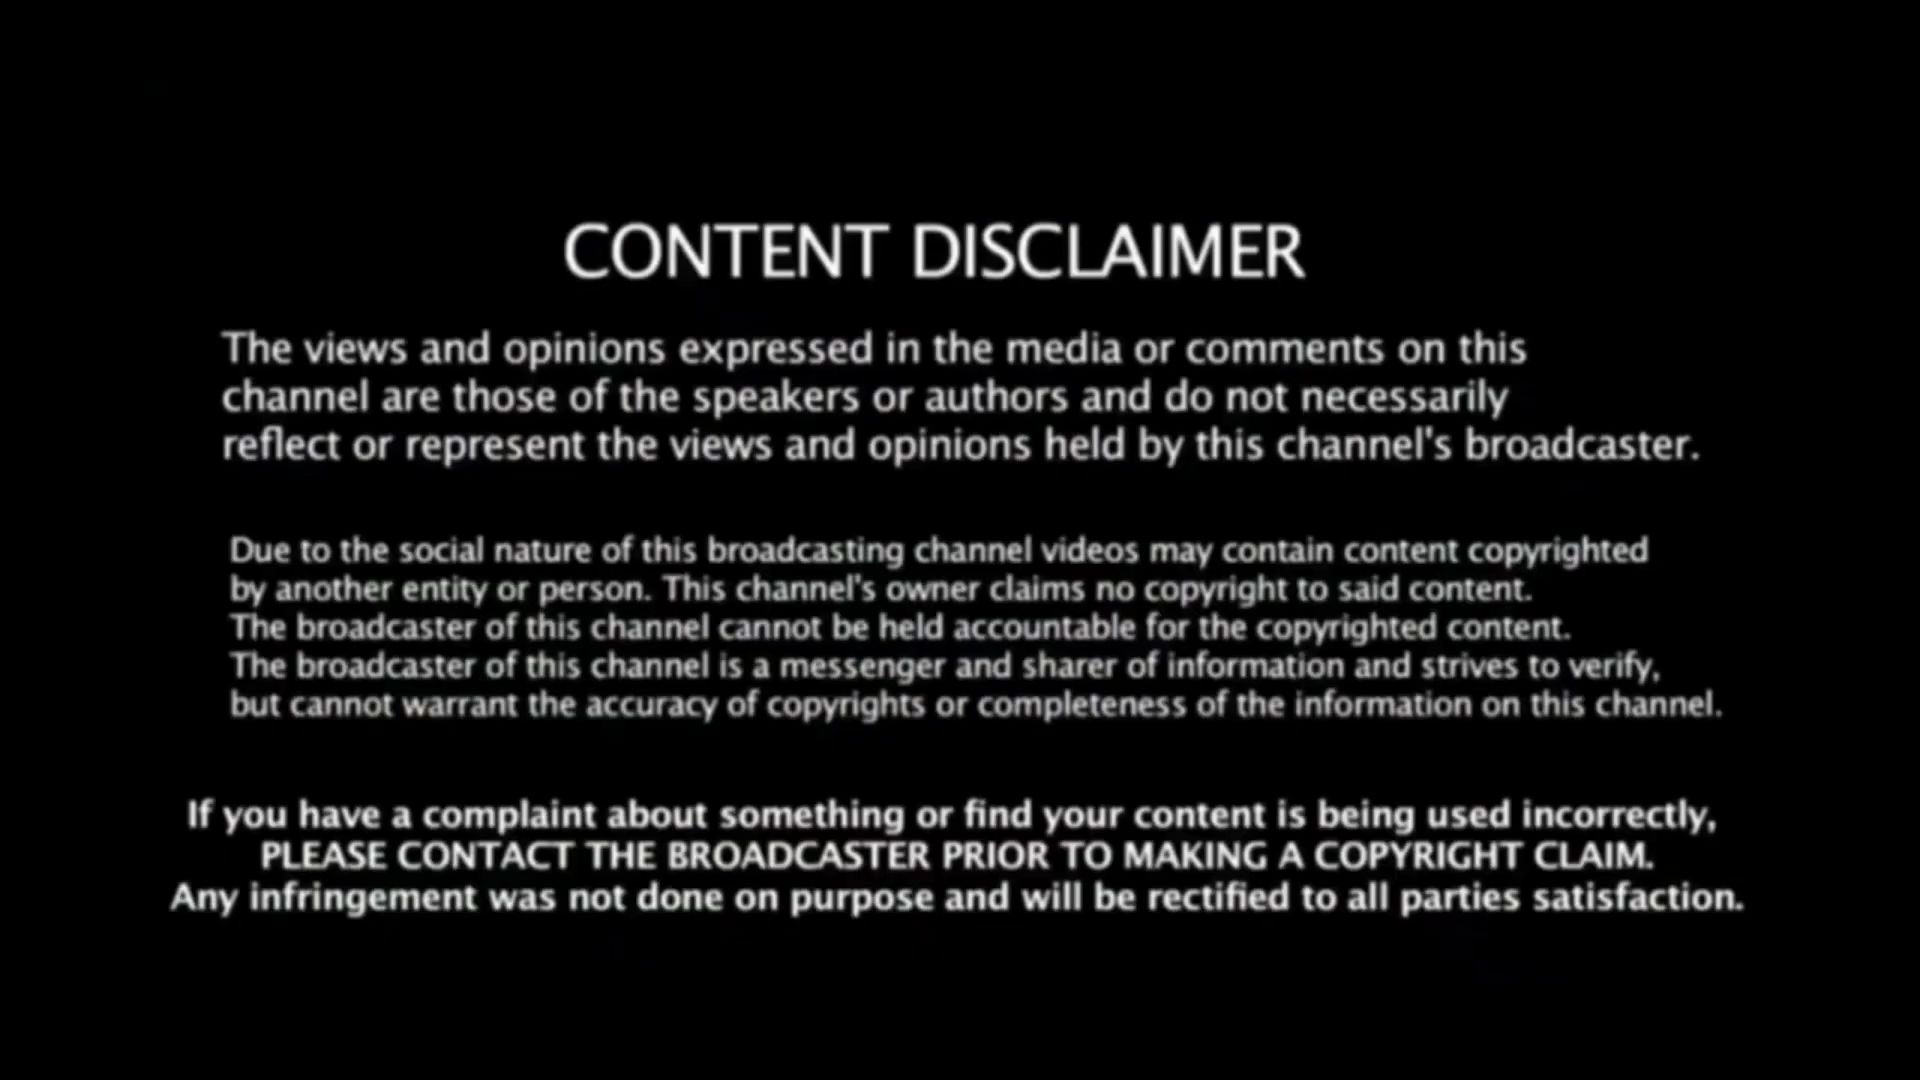 CONTENT DISCLAIMER
The views and opinions expressed in the media or comments on this
channel are those of the speakers or authors and do not necessarily
reflect or represent the views and opinions held by this channel's broadcaster.
Due to the social nature of this broadcasting channel videos may contain content copyrighted
by another entity or person. This channel's owner claims no copyright to said content.
The broadcaster of this channel cannot be held accountable for the copyrighted content.
The broadcaster of this channel is a messenger and sharer of information and strives to verify,
but cannot warrant the accuracy of copyrights or completeness of the information on this channel.
If you have a complaint about something or find your content is being used incorrectly,
PLEASE CONTACT THE BROADCASTER PRIOR TO MAKING A COPYRIGHT CLAIM.
Any infringement was not done on purpose and will be rectified to all parties satisfaction.